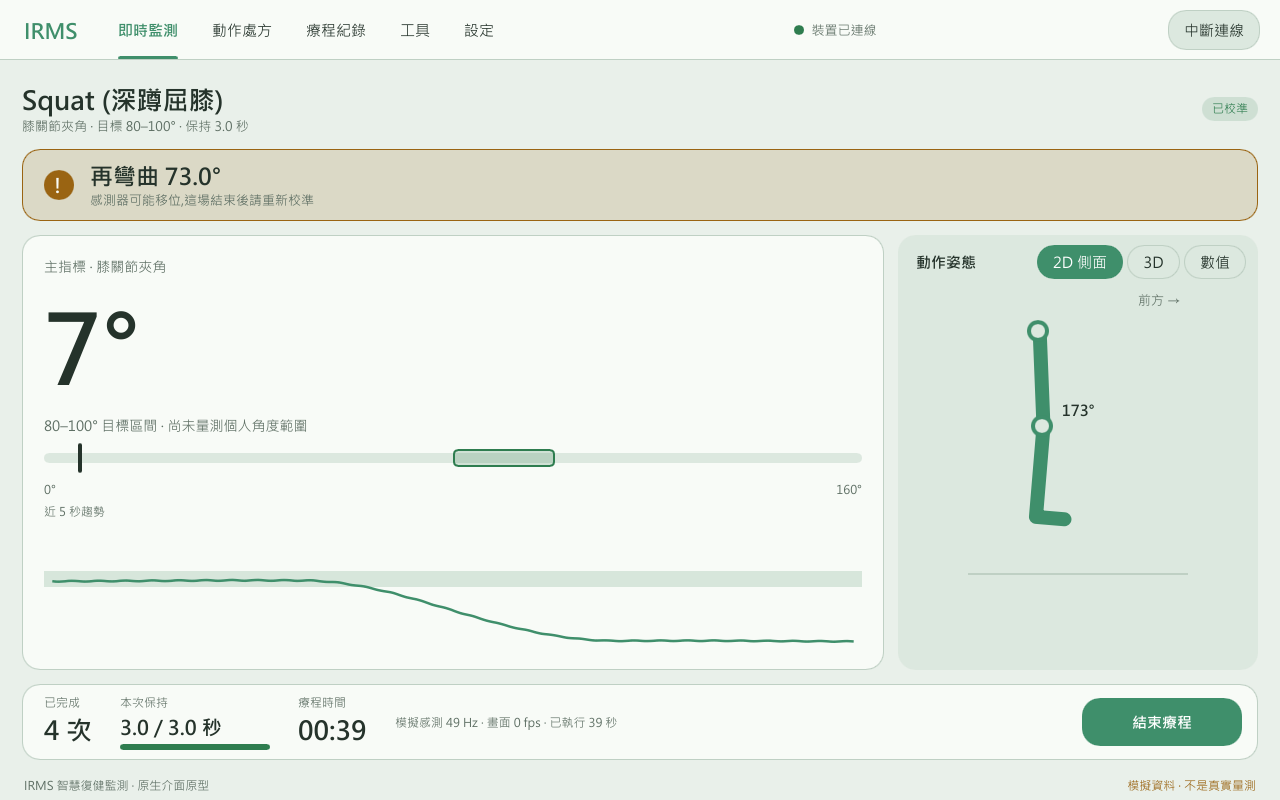 IRMS
即時監測
動作處方
療程紀錄
工具
設定
裝置已連線
中斷連線
Squat (深蹲屈膝)
膝關節夾角 · 目標 80–100° · 保持 3.0 秒
已校準
!
再彎曲 73.0°
感測器可能移位,這場結束後請重新校準
主指標 · 膝關節夾角
7°
80–100° 目標區間 · 尚未量測個人角度範圍
0°
160°
近 5 秒趨勢
動作姿態
2D 側面
3D
數值
前方 →
173°
已完成
4 次
本次保持
3.0 / 3.0 秒
療程時間
00:39
模擬感測 49 Hz · 畫面 0 fps · 已執行 39 秒
結束療程
IRMS 智慧復健監測 · 原生介面原型
模擬資料 · 不是真實量測